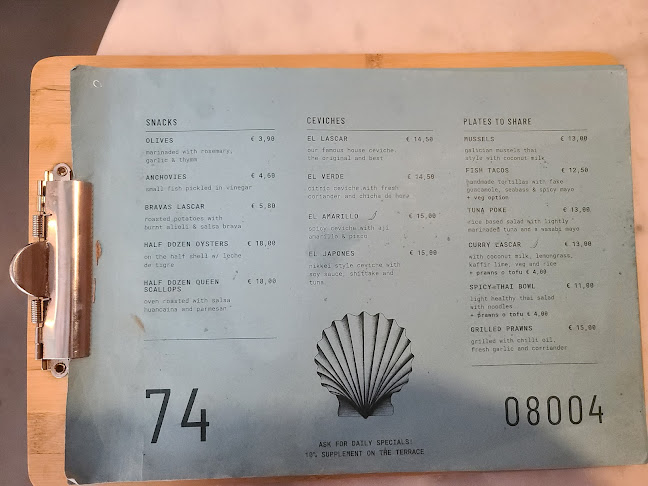 SNACKS
OLIVES € 3,90
marinaded with rosemary,
garlic & thyme
ANCHOVIES € 4,60
small fish pickled in vinegar
BRAVAS LASCAR € 5,80
roasted potatoes with
burnt alioli & salsa brava
HALF DOZEN OYSTERS € 18,00
on the half shell w/ leche
de tigre
HALF DOZEN QUEEN € 10,00
SCALLOPS
oven roasted with salsa
huancaina and parmesan
CEVICHES
EL LASCAR € 14,50
our famous house ceviche
the original and best
EL VERDE € 14,50
citric ceviche with fresh
coriander and chicha de mora
EL AMARILLO € 15,00
spicy ceviche with aji
amarillo & pisco
EL JAPONES € 15,00
nikkei style ceviche with
soy sauce, shiitake and
tuna
PLATES TO SHARE
MUSSELS € 13,00
galician mussels thai
style with coconut milk
FISH TACOS € 12,50
handmade tortillas with fake
guacamole, seabass & spicy mayo
+ veg option
TUNA POKE € 13,00
rice based salad with lightly
marinaded tuna and a wasabi mayo
CURRY LASCAR € 13,00
with coconut milk, lemongrass,
kaffir lime, veg and rice
+ prawns o tofu € 4,00
SPICY THAI BOWL € 11,00
light healthy thai salad
with noodles
+ prawns o tofu € 4,00
GRILLED PRAWNS € 15,00
grilled with chilli oil,
fresh garlic and corriander
74
08004
ASK FOR DAILY SPECIALS!
10% SUPPLEMENT ON THE TERRACE